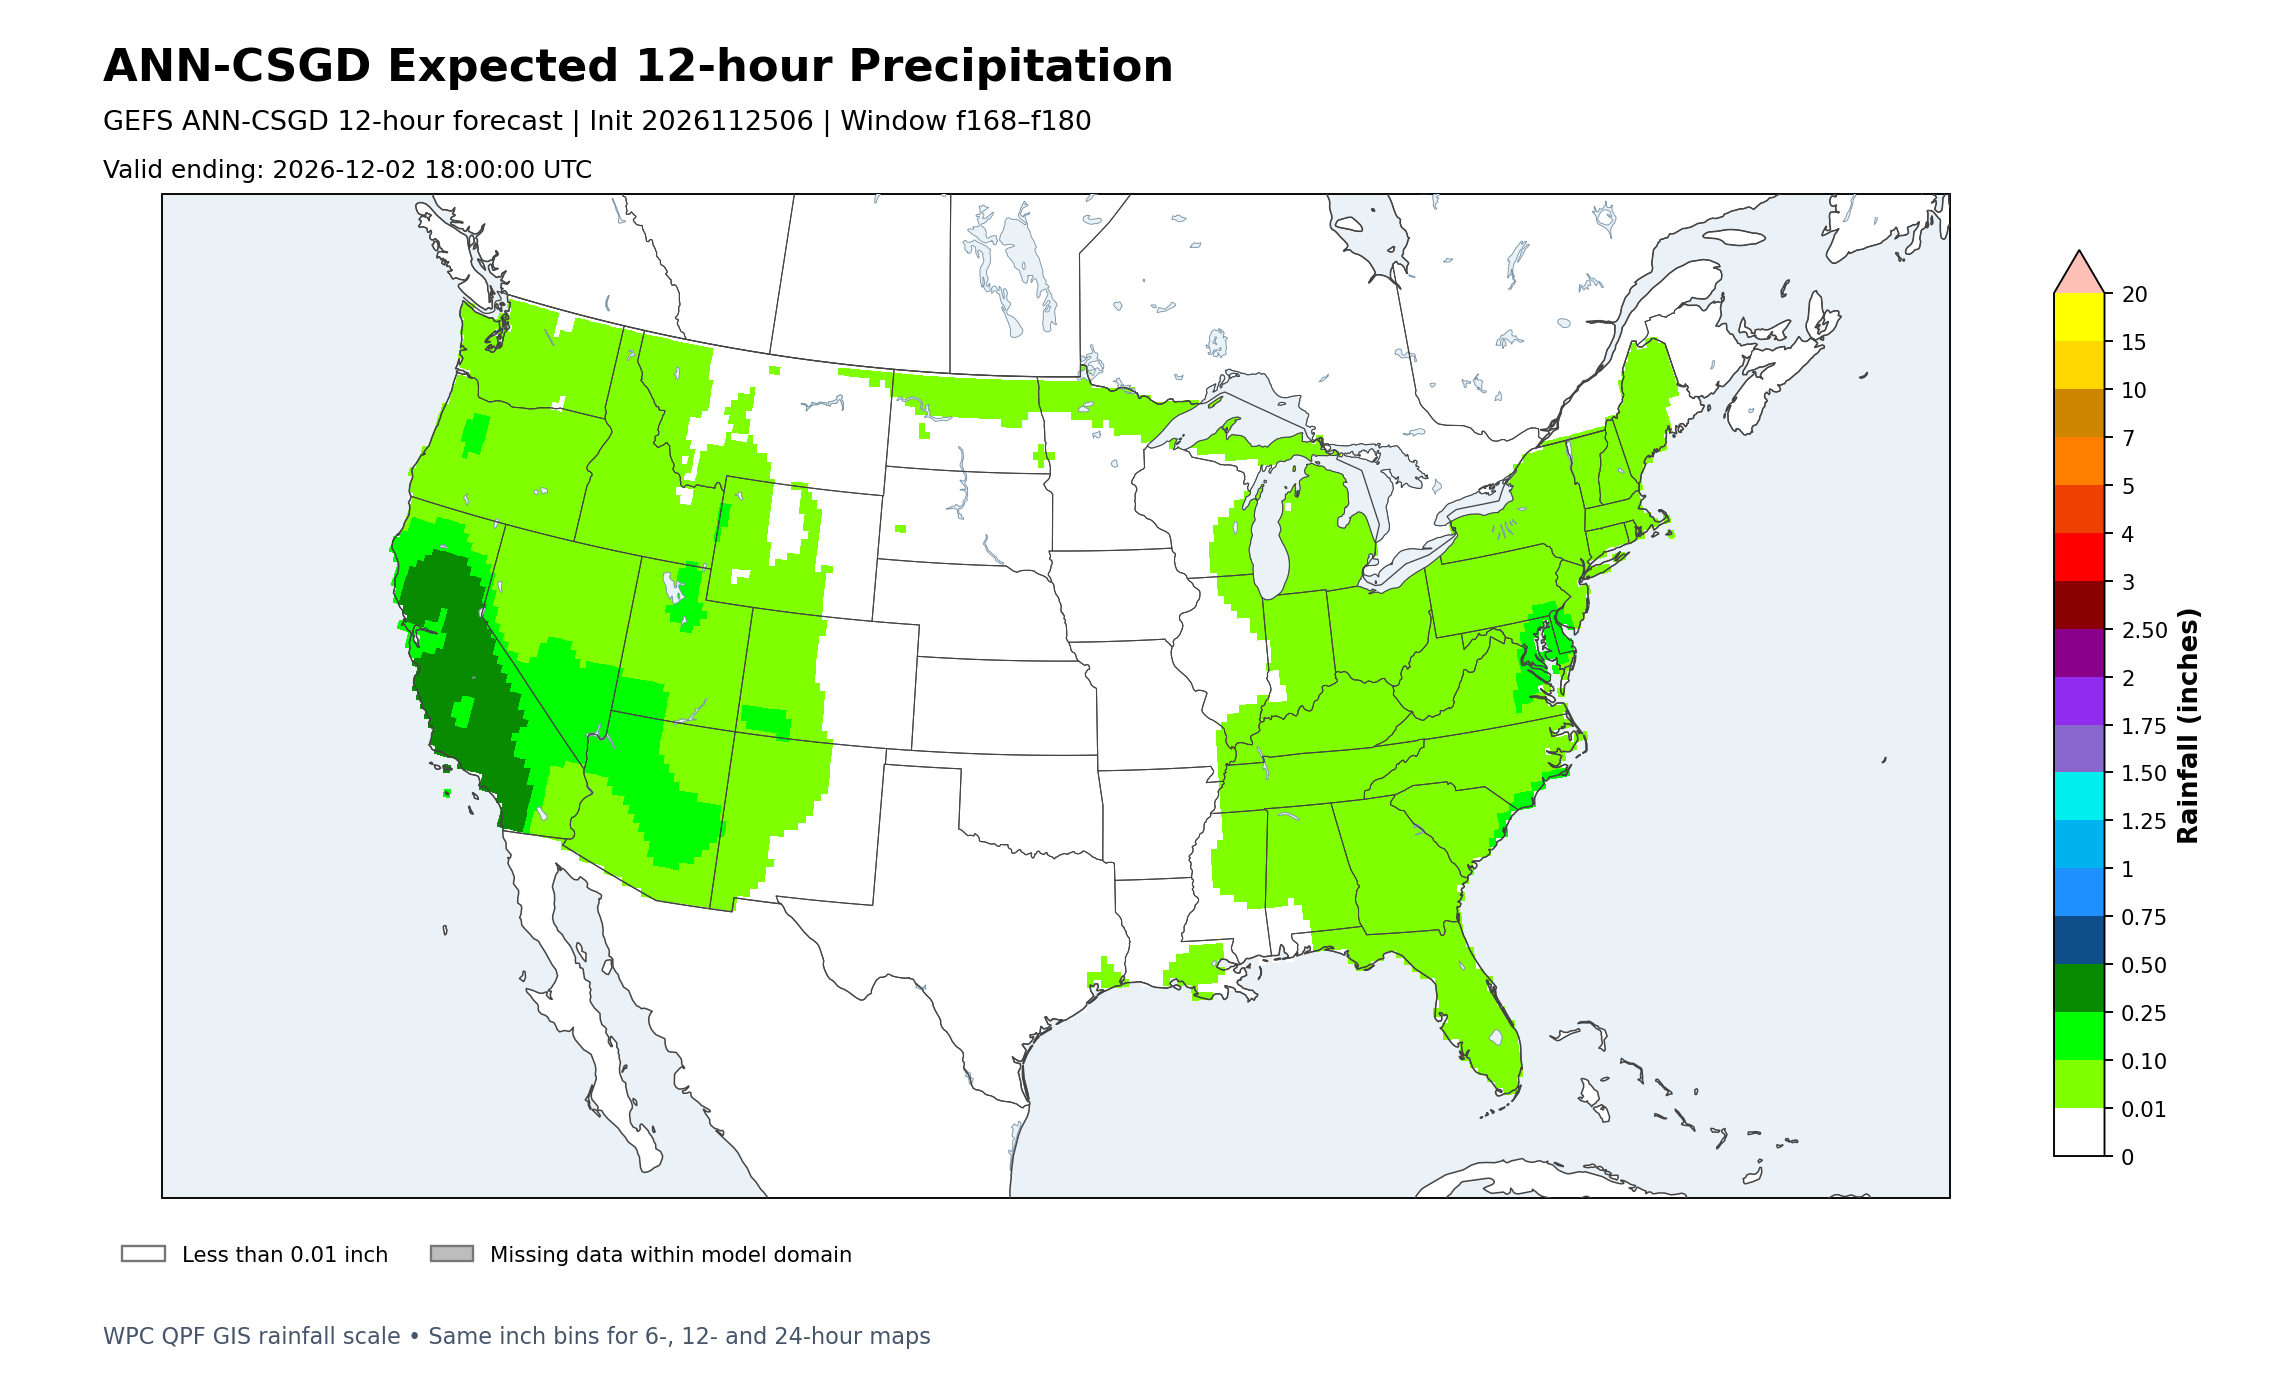 ANN-CSGD Expected 12-hour Precipitation
GEFS ANN-CSGD 12-hour forecast | Init 2026112506 | Window f168–f180
Valid ending: 2026-12-02 18:00:00 UTC
20
15
10
7
5
4
3
2.50
2
1.75
1.50
1.25
1
0.75
0.50
0.25
0.10
0.01
0
Rainfall (inches)
Less than 0.01 inch
Missing data within model domain
WPC QPF GIS rainfall scale • Same inch bins for 6-, 12- and 24-hour maps